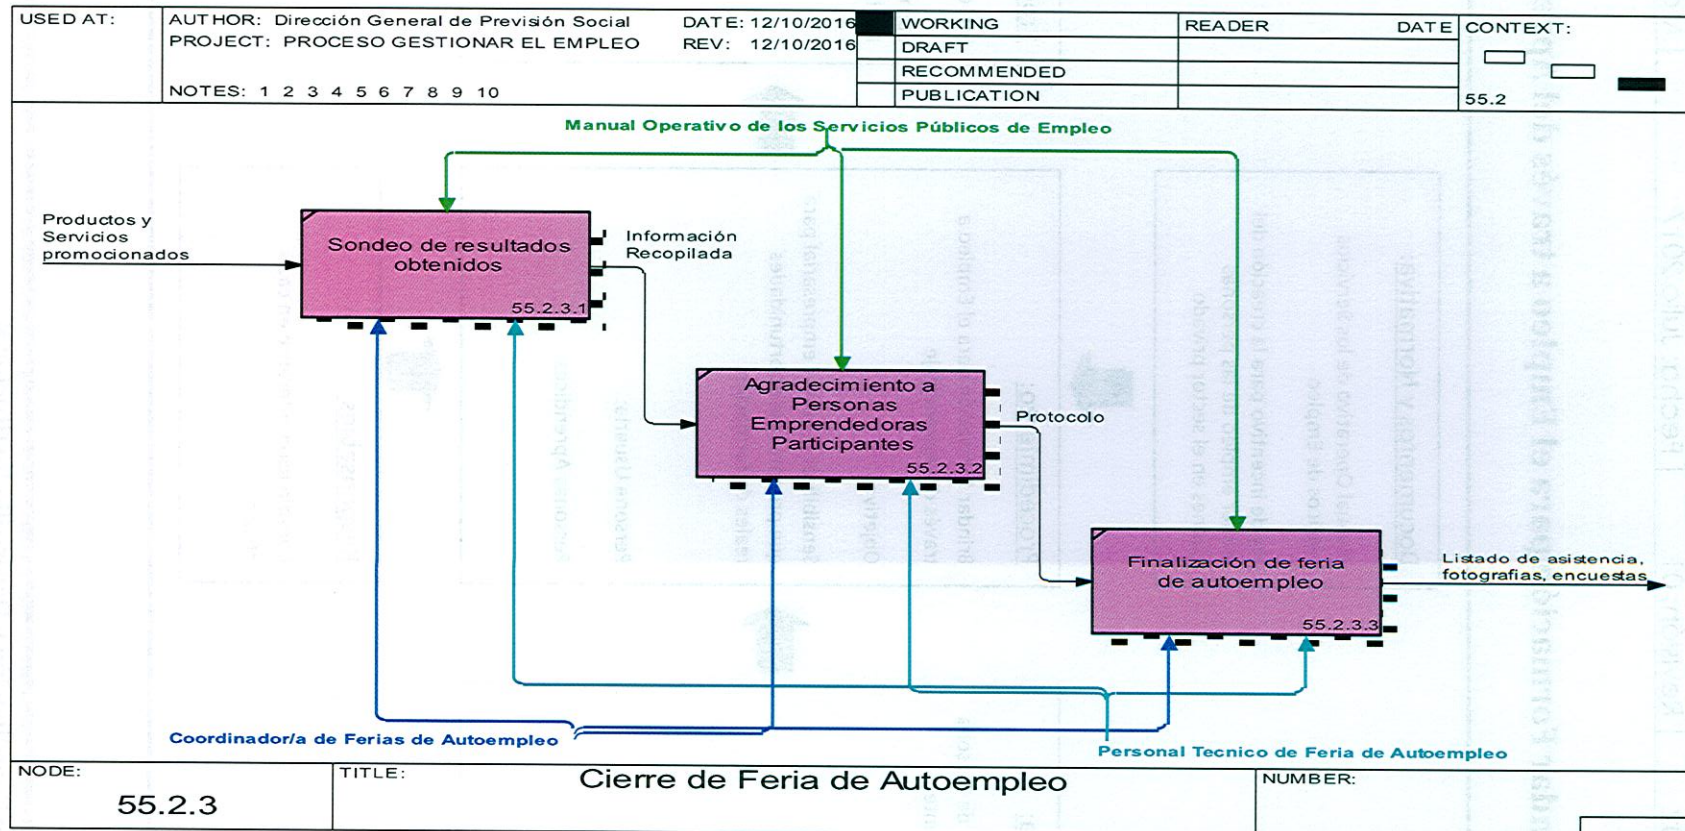 USED AT:
AUTHOR: Dirección General de Previsión Social
DATE: 12/10/2016
PROJECT: PROCESO GESTIONAR EL EMPLEO
REV: 12/10/2016
NOTES: 1 2 3 4 5 6 7 8 9 10
WORKING
DRAFT
RECOMMENDED
PUBLICATION
READER
DATE
CONTEXT:
55.2
Manual Operativo de los Servicios Públicos de Empleo
Productos y
Servicios
promocionados
Sondeo de resultados
obtenidos
55.2.3.1
Información
Recopilada
Agradecimiento a
Personas
Emprendedoras
Participantes
55.2.3.2
Protocolo
Finalización de feria
de autoempleo
55.2.3.3
Listado de asistencia,
fotografias, encuestas
Coordinador/a de Ferias de Autoempleo
Personal Tecnico de Feria de Autoempleo
NODE:
55.2.3
TITLE:
Cierre de Feria de Autoempleo
NUMBER: